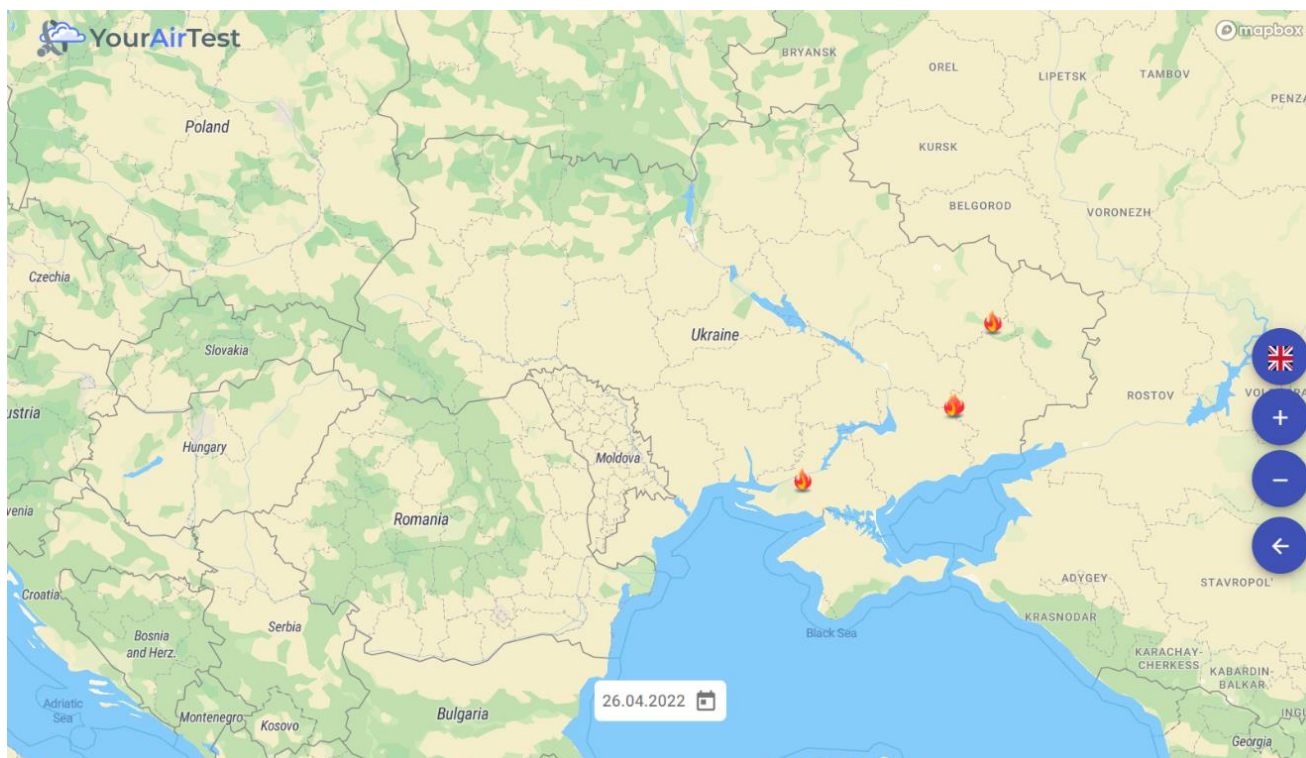 YourAirTest
mapbox
BRYANSK
OREL
LIPETSK
TAMBOV
PENZA
Poland
KURSK
BELGOROD
VORONEZH
Czechia
Ukraine
Slovakia
ustria
ROSTOV
Hungary
Moldova
venia
Romania
ADYGEY
STAVROPOL'
Croatia
KRASNODAR
Serbia
Bosnia
and Herz.
Black Sea
KARACHAY-
CHERKESS
KABARDIN-
BALKAR
Adriatic
Sea
26.04.2022
Montenegro
Kosovo
Bulgaria
INGU
Georgia